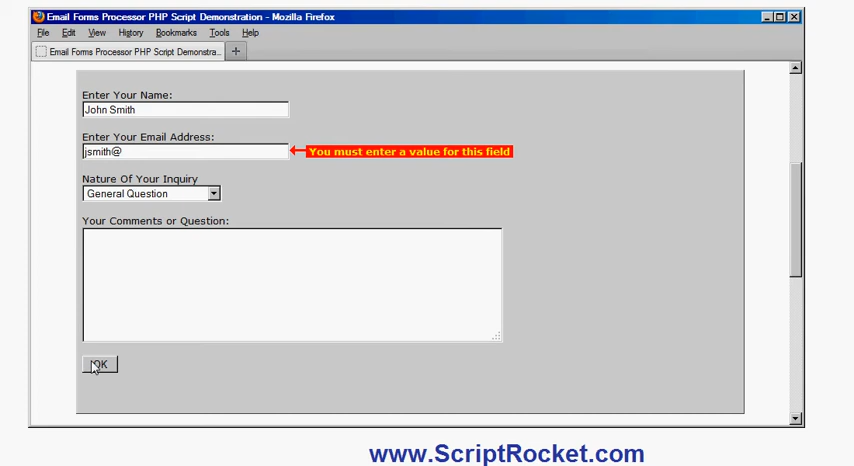 Email Forms Processor PHP Script Demonstration - Mozilla Firefox
File Edit View History Bookmarks Tools Help
Email Forms Processor PHP Script Demonstra... +
Enter Your Name:
John Smith
Enter Your Email Address:
jsmith@
You must enter a value for this field
Nature Of Your Inquiry
General Question
Your Comments or Question:
OK
www.ScriptRocket.com